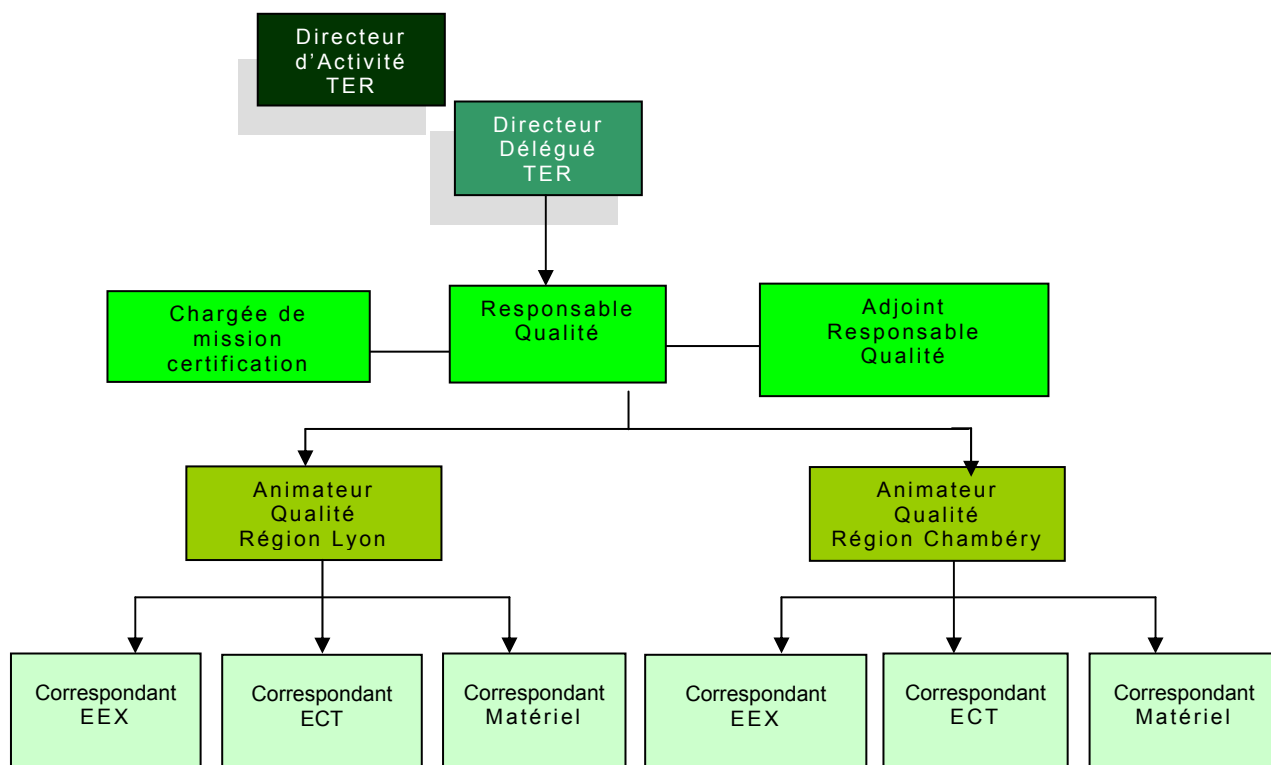 Directeur
d'Activité
TER
Directeur
Délégué
TER
Chargée de
mission
certification
Responsable
Qualité
Adjoint
Responsable
Qualité
Animateur
Qualité
Région Lyon
Animateur
Qualité
Région Chambéry
Correspondant
EEX
Correspondant
ECT
Correspondant
Matériel
Correspondant
EEX
Correspondant
ECT
Correspondant
Matériel